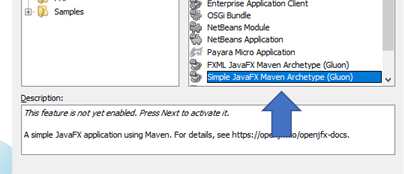 Samples
Enterprise Application Client
OSGi Bundle
NetBeans Module
NetBeans Application
Payara Micro Application
FXML JavaFX Maven Archetype (Gluon)
Simple JavaFX Maven Archetype (Gluon)
Description:
This feature is not yet enabled. Press Next to activate it.
A simple JavaFX application using Maven. For details, see https://openjfx.io/openjfx-docs.